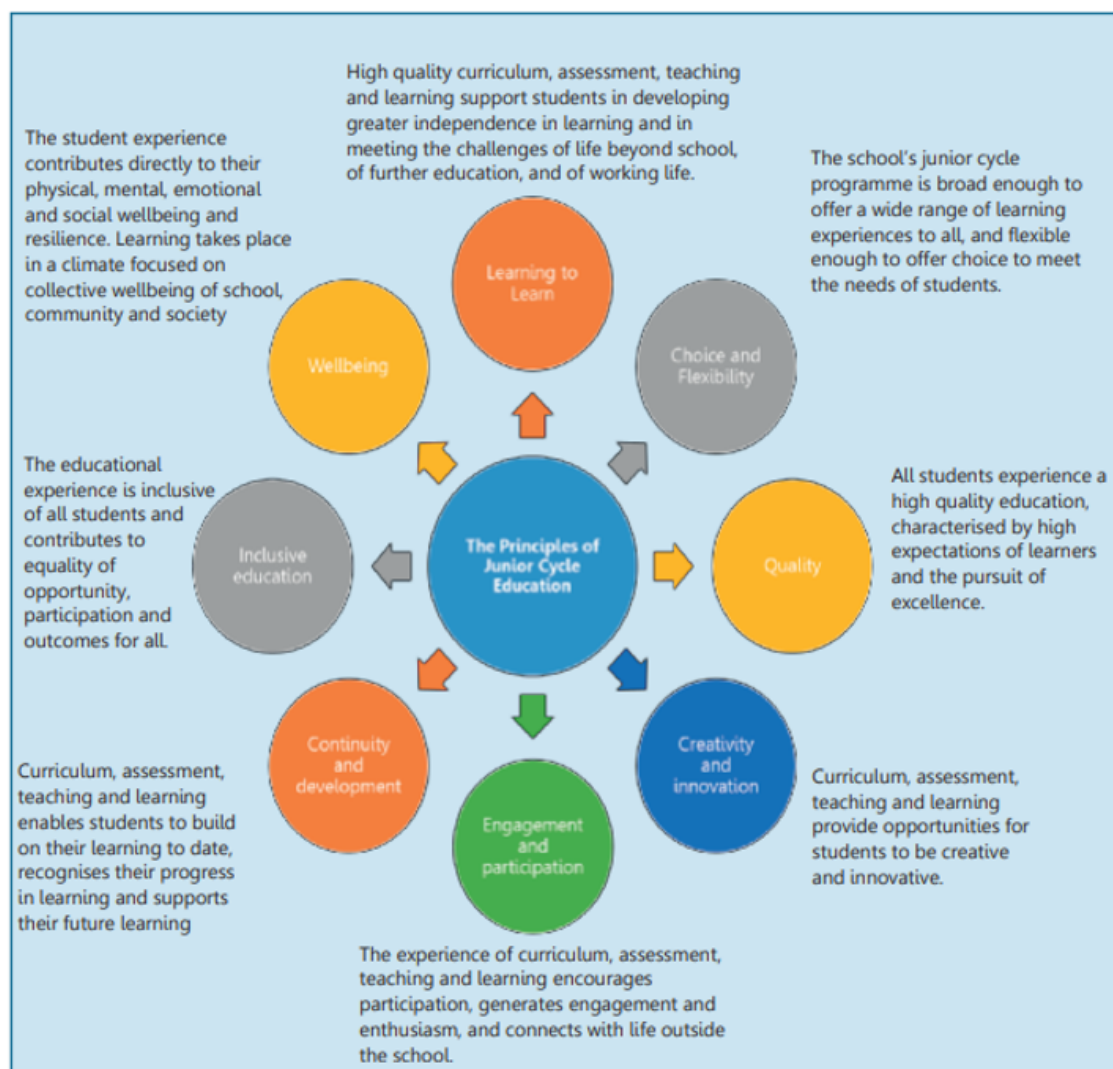 High quality curriculum, assessment, teaching
and learning support students in developing
greater independence in learning and in
meeting the challenges of life beyond school,
of further education, and of working life.
The student experience
contributes directly to their
physical, mental, emotional
and social wellbeing and
resilience. Learning takes place
in a climate focused on
collective wellbeing of school,
community and society
The school's junior cycle
programme is broad enough to
offer a wide range of learning
experiences to all, and flexible
enough to offer choice to meet
the needs of students.
Learning to
Learn
Wellbeing
Choice and
Flexibility
The educational
experience is inclusive
of all students and
contributes to
equality of
opportunity,
participation and
outcomes for all.
Inclusive
education
The Principles of
Junior Cycle
Education
Quality
All students experience a
high quality education,
characterised by high
expectations of learners
and the pursuit of
excellence.
Continuity
and
development
Creativity
and
innovation
Curriculum, assessment,
teaching and learning
enables students to build
on their learning to date,
recognises their progress
in learning and supports
their future learning
Engagement
and
participation
Curriculum, assessment,
teaching and learning
provide opportunities for
students to be creative
and innovative.
The experience of curriculum, assessment,
teaching and learning encourages
participation, generates engagement and
enthusiasm, and connects with life outside
the school.